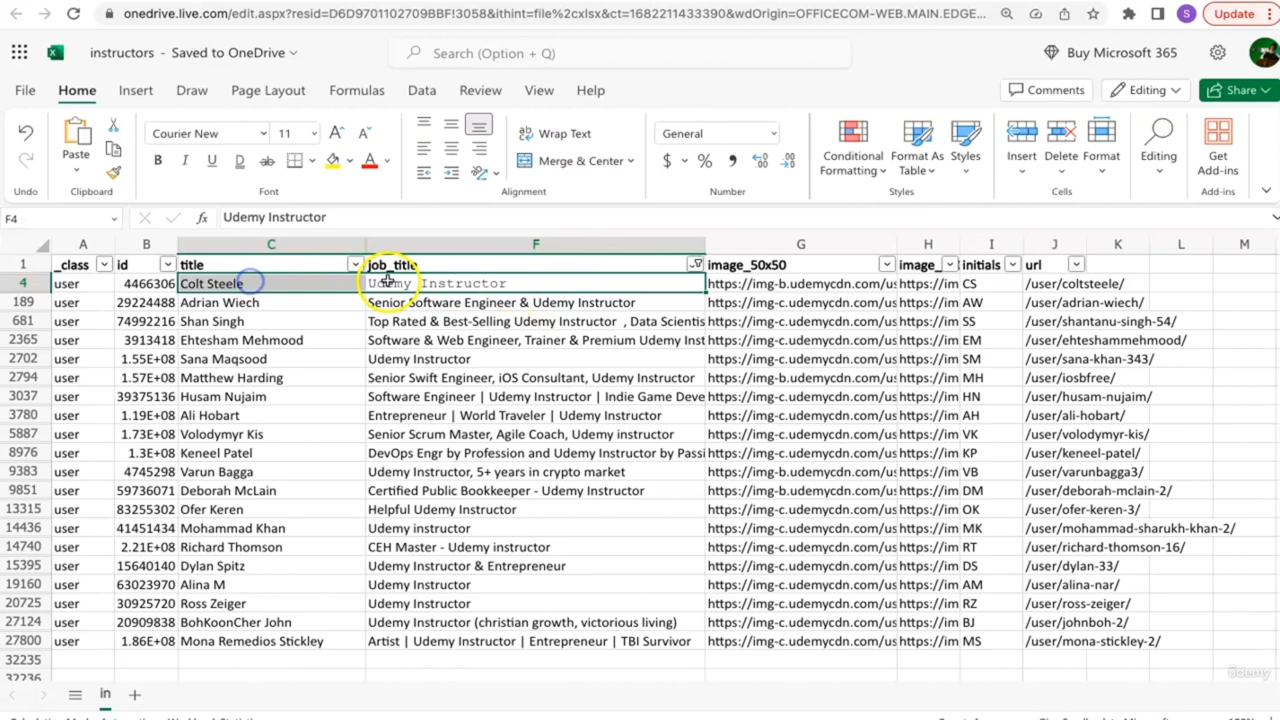 onedrive.live.com/edit.aspx?resid=D6D9701102709BBF!3058&ithint=file%2cxlsx&ct=1682211433390&wdOrigin=OFFICECOM-WEB.MAIN.EDGE... S Update
instructors - Saved to OneDrive Search (Option + Q) Buy Microsoft 365
File Home Insert Draw Page Layout Formulas Data Review View Help Comments Editing Share
Paste Courier New 11 Wrap Text General Conditional Formatting Format As Table Styles Insert Delete Format Editing Get Add-ins
B I U D ab A Merge & Center $ %
Undo Clipboard Font Alignment Number Styles Cells Add-ins
F4 fx Udemy Instructor
A B C F G H I J K L M
1 _class id title job_title image_50x50 image_ initials url
4 user 4466306 Colt Steele Udemy Instructor https://img-b.udemycdn.com/us https://im CS /user/coltsteele/
189 user 29224488 Adrian Wiech Senior Software Engineer & Udemy Instructor https://img-c.udemycdn.com/us https://im AW /user/adrian-wiech/
681 user 74992216 Shan Singh Top Rated & Best-Selling Udemy Instructor , Data Scientis https://img-c.udemycdn.com/us https://im SS /user/shantanu-singh-54/
2365 user 3913418 Ehtesham Mehmood Software & Web Engineer, Trainer & Premium Udemy Inst https://img-c.udemycdn.com/us https://im EM /user/ehteshammehmood/
2702 user 1.55E+08 Sana Maqsood Udemy Instructor https://img-c.udemycdn.com/us https://im SM /user/sana-khan-343/
2794 user 1.57E+08 Matthew Harding Senior Swift Engineer, iOS Consultant, Udemy Instructor https://img-b.udemycdn.com/us https://im MH /user/iosbfree/
3037 user 39375136 Husam Nujaim Software Engineer | Udemy Instructor | Indie Game Deve https://img-c.udemycdn.com/us https://im HN /user/husam-nujaim/
3780 user 1.19E+08 Ali Hobart Entrepreneur | World Traveler | Udemy Instructor https://img-c.udemycdn.com/us https://im AH /user/ali-hobart/
5887 user 1.73E+08 Volodymyr Kis Senior Scrum Master, Agile Coach, Udemy instructor https://img-c.udemycdn.com/us https://im VK /user/volodymyr-kis/
8976 user 1.3E+08 Keneel Patel DevOps Engr by Profession and Udemy Instructor by Passi https://img-c.udemycdn.com/us https://im KP /user/keneel-patel/
9383 user 4745298 Varun Bagga Udemy Instructor, 5+ years in crypto market https://img-c.udemycdn.com/us https://im VB /user/varunbagga3/
9851 user 59736071 Deborah McLain Certified Public Bookkeeper - Udemy Instructor https://img-c.udemycdn.com/us https://im DM /user/deborah-mclain-2/
13315 user 83255302 Ofer Keren Helpful Udemy Instructor https://img-c.udemycdn.com/us https://im OK /user/ofer-keren-3/
14436 user 41451434 Mohammad Khan Udemy instructor https://img-c.udemycdn.com/us https://im MK /user/mohammad-sharukh-khan-2/
14740 user 2.21E+08 Richard Thomson CEH Master - Udemy instructor https://img-c.udemycdn.com/us https://im RT /user/richard-thomson-16/
15395 user 15640140 Dylan Spitz Udemy Instructor & Entrepreneur https://img-c.udemycdn.com/us https://im DS /user/dylan-33/
19160 user 63023970 Alina M Udemy Instructor https://img-c.udemycdn.com/us https://im AM /user/alina-nar/
20725 user 30925720 Ross Zeiger Udemy Instructor https://img-c.udemycdn.com/us https://im RZ /user/ross-zeiger/
27124 user 20909838 BohKoonCher John Udemy Instructor (christian growth, victorious living) https://img-c.udemycdn.com/us https://im BJ /user/johnboh-2/
27800 user 1.86E+08 Mona Remedios Stickley Artist | Udemy Instructor | Entrepreneur | TBI Survivor https://img-c.udemycdn.com/us https://im MS /user/mona-stickley-2/
32235
32236
ûdemy
in